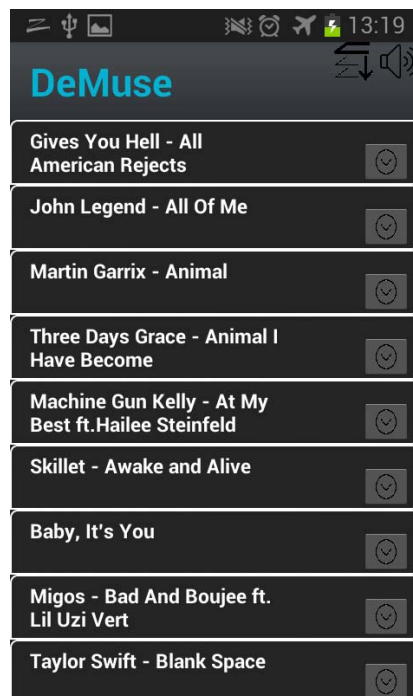 13:19
DeMuse
Gives You Hell - All
American Rejects
John Legend - All Of Me
Martin Garrix - Animal
Three Days Grace - Animal I
Have Become
Machine Gun Kelly - At My
Best ft.Hailee Steinfeld
Skillet - Awake and Alive
Baby, It's You
Migos - Bad And Boujee ft.
Lil Uzi Vert
Taylor Swift - Blank Space